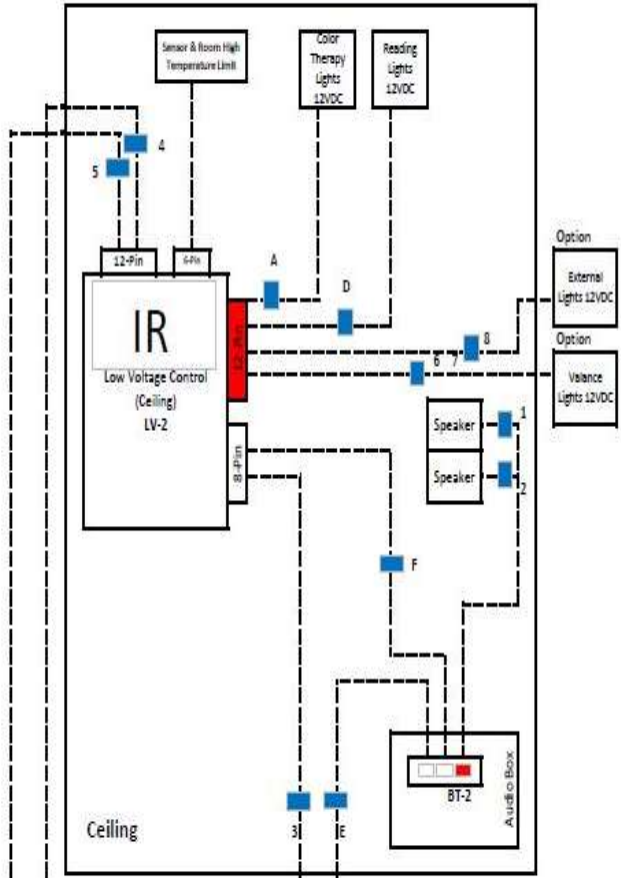 Sensor & Room High
Temperature Limit
Color
Therapy
Lights
12VDC
Reading
Lights
12VDC
4
5
12-Pin
6-Pin
A
D
Option
External
Lights 12VDC
IR
12-Pin
8
Option
6 7
Valance
Lights 12VDC
Low Voltage Control
(Ceiling)
LV-2
Speaker
1
8-Pin
Speaker
2
F
BT-2
Audio Box
Ceiling
3
E